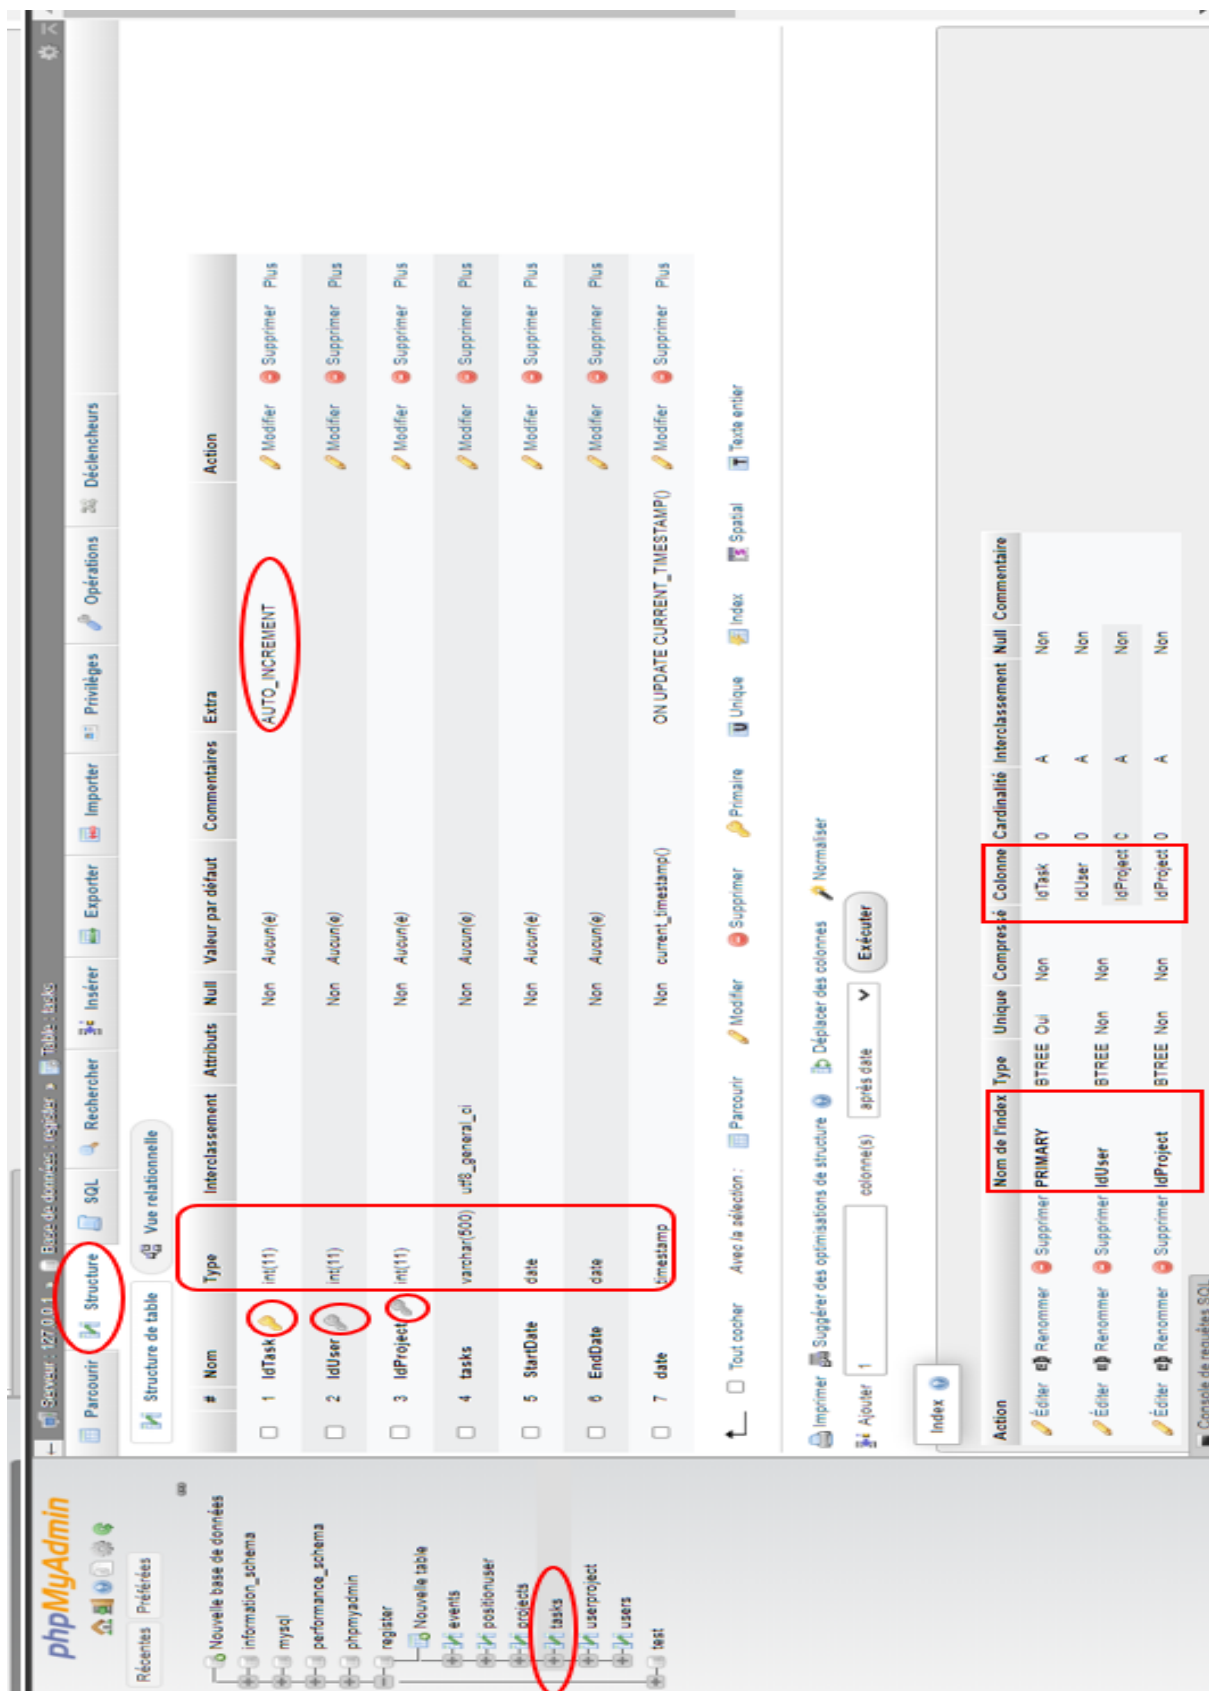 phpMyAdmin
Récentes Préférées
Nouvelle base de données
information_schema
mysql
performance_schema
phpmyadmin
register
Nouvelle table
events
positionuser
projects
tasks
userproject
users
test
Serveur : 127.0.0.1 » Base de données : register » Table : tasks
Parcourir Structure SQL Rechercher Insérer Exporter Importer Privilèges Opérations Déclencheurs
Structure de table Vue relationnelle
# Nom Type Interclassement Attributs Null Valeur par défaut Commentaires Extra Action
1 IdTask int(11) Non Aucun(e) AUTO_INCREMENT Modifier Supprimer Plus
2 IdUser int(11) Non Aucun(e) Modifier Supprimer Plus
3 IdProject int(11) Non Aucun(e) Modifier Supprimer Plus
4 tasks varchar(500) utf8_general_ci Non Aucun(e) Modifier Supprimer Plus
5 StartDate date Non Aucun(e) Modifier Supprimer Plus
6 EndDate date Non Aucun(e) Modifier Supprimer Plus
7 date timestamp Non current_timestamp() ON UPDATE CURRENT_TIMESTAMP() Modifier Supprimer Plus
Tout cocher Avec la sélection : Parcourir Modifier Supprimer Primaire Unique Index Spatial Texte entier
Imprimer Suggérer des optimisations de structure Déplacer des colonnes Normaliser
Ajouter 1 colonne(s) après date Exécuter
Index
Action Nom de l'index Type Unique Compressé Colonne Cardinalité Interclassement Null Commentaire
Éditer Renommer Supprimer PRIMARY BTREE Oui Non IdTask 0 A Non
Éditer Renommer Supprimer IdUser BTREE Non Non IdUser 0 A Non
IdProject 0 A Non
Éditer Renommer Supprimer IdProject BTREE Non Non IdProject 0 A Non
Console de requêtes SQL